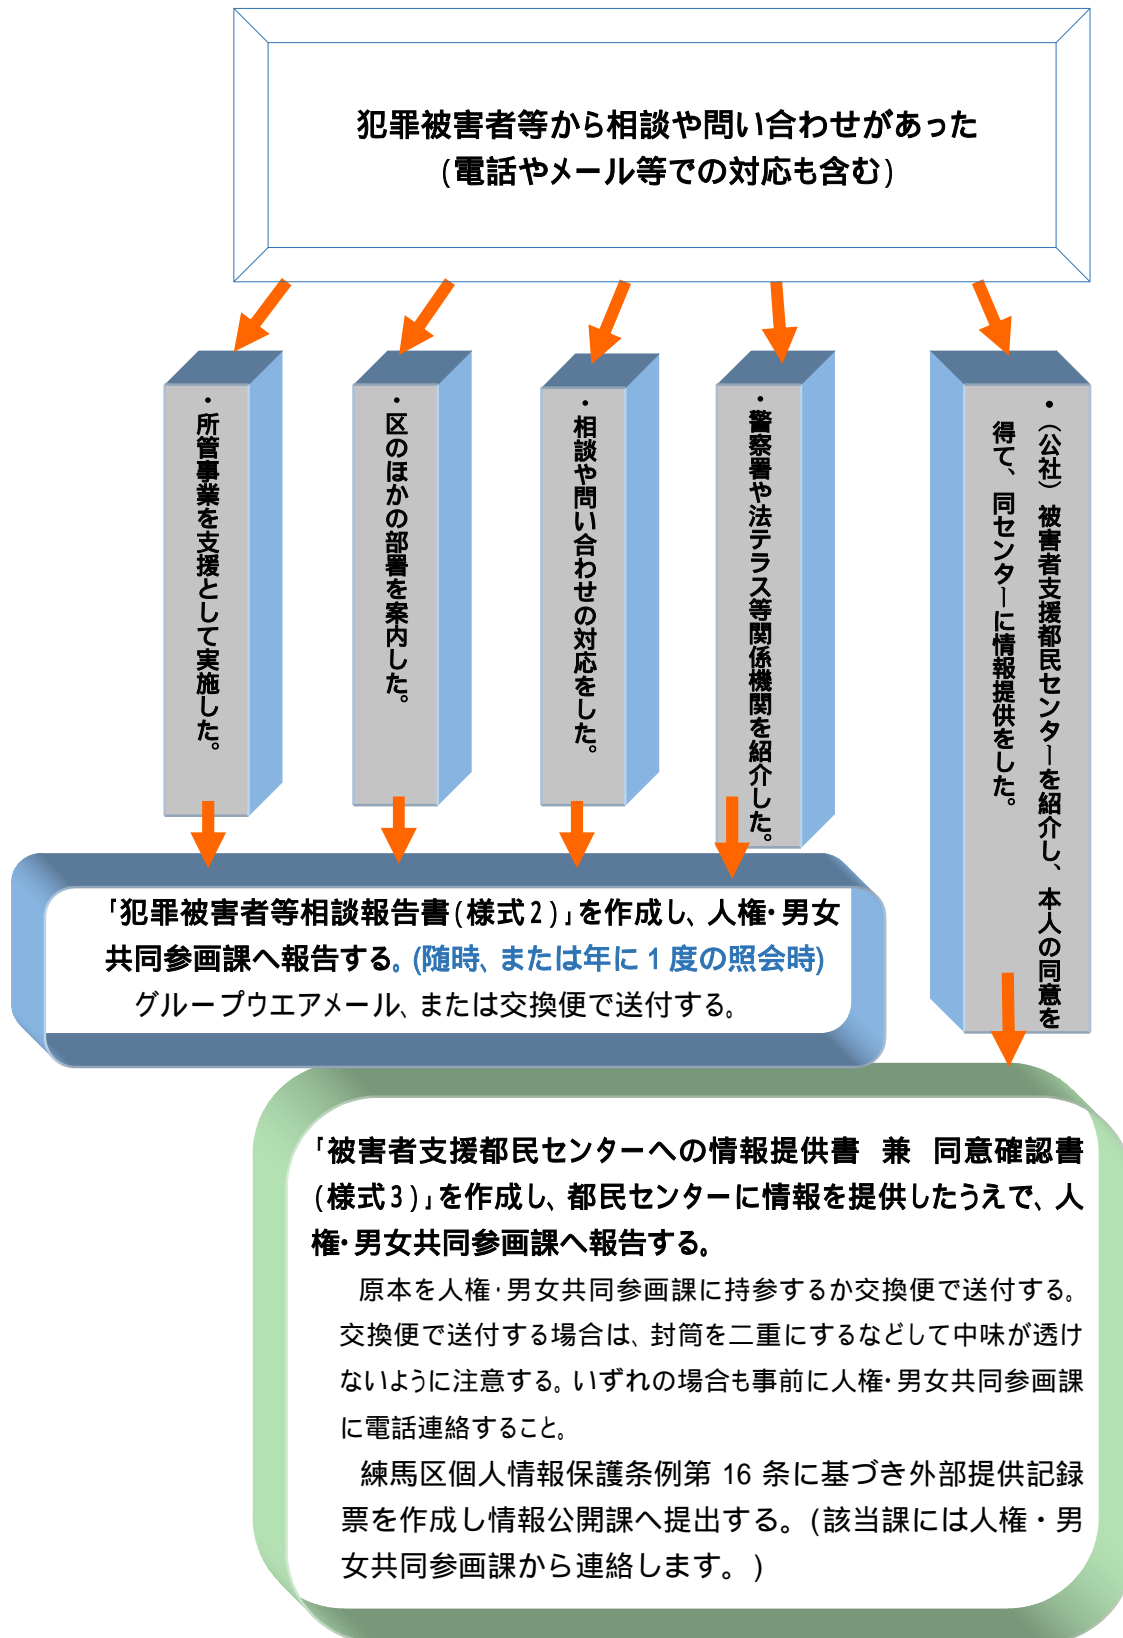 犯罪被害者等から相談や問い合わせがあった
(電話やメール等での対応も含む)
・所管事業を支援として実施した。
・区のほかの部署を案内した。
・相談や問い合わせの対応をした。
・警察署や法テラス等関係機関を紹介した。
・(公社)被害者支援都民センターを紹介し、本人の同意を
得て、同センターに情報提供をした。
「犯罪被害者等相談報告書(様式2)」を作成し、人権・男女
共同参画課へ報告する。(随時、または年に1度の照会時)
グループウエアメール、または交換便で送付する。
「被害者支援都民センターへの情報提供書 兼 同意確認書
(様式3)」を作成し、都民センターに情報を提供したうえで、人
権・男女共同参画課へ報告する。
原本を人権・男女共同参画課に持参するか交換便で送付する。
交換便で送付する場合は、封筒を二重にするなどして中味が透け
ないように注意する。いずれの場合も事前に人権・男女共同参画課
に電話連絡すること。
練馬区個人情報保護条例第 16 条に基づき外部提供記録
票を作成し情報公開課へ提出する。(該当課には人権・男
女共同参画課から連絡します。)